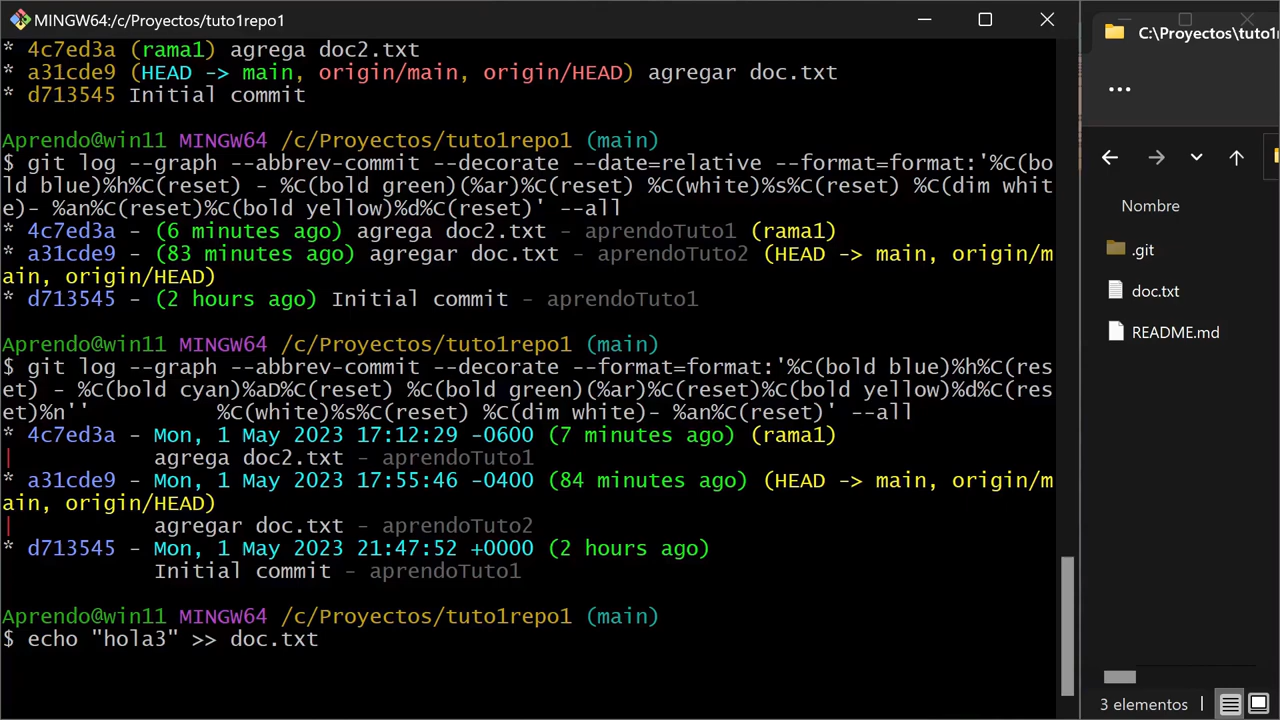 MINGW64:/c/Proyectos/tuto1repo1
* 4c7ed3a (rama1) agrega doc2.txt
* a31cde9 (HEAD -> main, origin/main, origin/HEAD) agregar doc.txt
* d713545 Initial commit
Aprendo@win11 MINGW64 /c/Proyectos/tuto1repo1 (main)
$ git log --graph --abbrev-commit --decorate --date=relative --format=format:'%C(bo
ld blue)%h%C(reset) - %C(bold green)(%ar)%C(reset) %C(white)%s%C(reset) %C(dim whit
e)- %an%C(reset)%C(bold yellow)%d%C(reset)' --all
* 4c7ed3a - (6 minutes ago) agrega doc2.txt - aprendoTuto1 (rama1)
* a31cde9 - (83 minutes ago) agregar doc.txt - aprendoTuto2 (HEAD -> main, origin/m
ain, origin/HEAD)
* d713545 - (2 hours ago) Initial commit - aprendoTuto1
Aprendo@win11 MINGW64 /c/Proyectos/tuto1repo1 (main)
$ git log --graph --abbrev-commit --decorate --format=format:'%C(bold blue)%h%C(res
et) - %C(bold cyan)%aD%C(reset) %C(bold green)(%ar)%C(reset)%C(bold yellow)%d%C(res
et)%n''          %C(white)%s%C(reset) %C(dim white)- %an%C(reset)' --all
* 4c7ed3a - Mon, 1 May 2023 17:12:29 -0600 (7 minutes ago) (rama1)
|           agrega doc2.txt - aprendoTuto1
* a31cde9 - Mon, 1 May 2023 17:55:46 -0400 (84 minutes ago) (HEAD -> main, origin/m
ain, origin/HEAD)
|           agregar doc.txt - aprendoTuto2
* d713545 - Mon, 1 May 2023 21:47:52 +0000 (2 hours ago)
            Initial commit - aprendoTuto1
Aprendo@win11 MINGW64 /c/Proyectos/tuto1repo1 (main)
$ echo "hola3" >> doc.txt
C:\Proyectos\tuto1
...
Nombre
.git
doc.txt
README.md
3 elementos